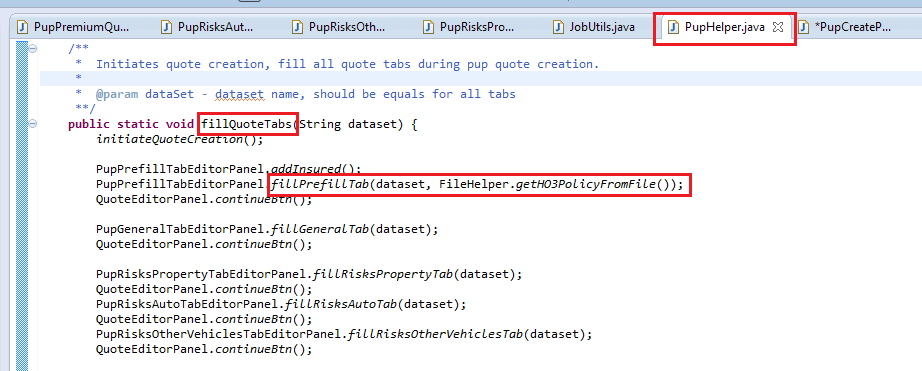 PupPremiumQu... PupRisksAut... PupRisksOth... PupRisksPro... JobUtils.java PupHelper.java *PupCreateP...
/**
 *  Initiates quote creation, fill all quote tabs during pup quote creation.
 *
 *  @param dataSet - dataset name, should be equals for all tabs
 **/
public static void fillQuoteTabs(String dataset) {
initiateQuoteCreation();
PupPrefillTabEditorPanel.addInsured();
PupPrefillTabEditorPanel.fillPrefillTab(dataset, FileHelper.getHO3PolicyFromFile());
QuoteEditorPanel.continueBtn();
PupGeneralTabEditorPanel.fillGeneralTab(dataset);
QuoteEditorPanel.continueBtn();
PupRisksPropertyTabEditorPanel.fillRisksPropertyTab(dataset);
QuoteEditorPanel.continueBtn();
PupRisksAutoTabEditorPanel.fillRisksAutoTab(dataset);
QuoteEditorPanel.continueBtn();
PupRisksOtherVehiclesTabEditorPanel.fillRisksOtherVehiclesTab(dataset);
QuoteEditorPanel.continueBtn();